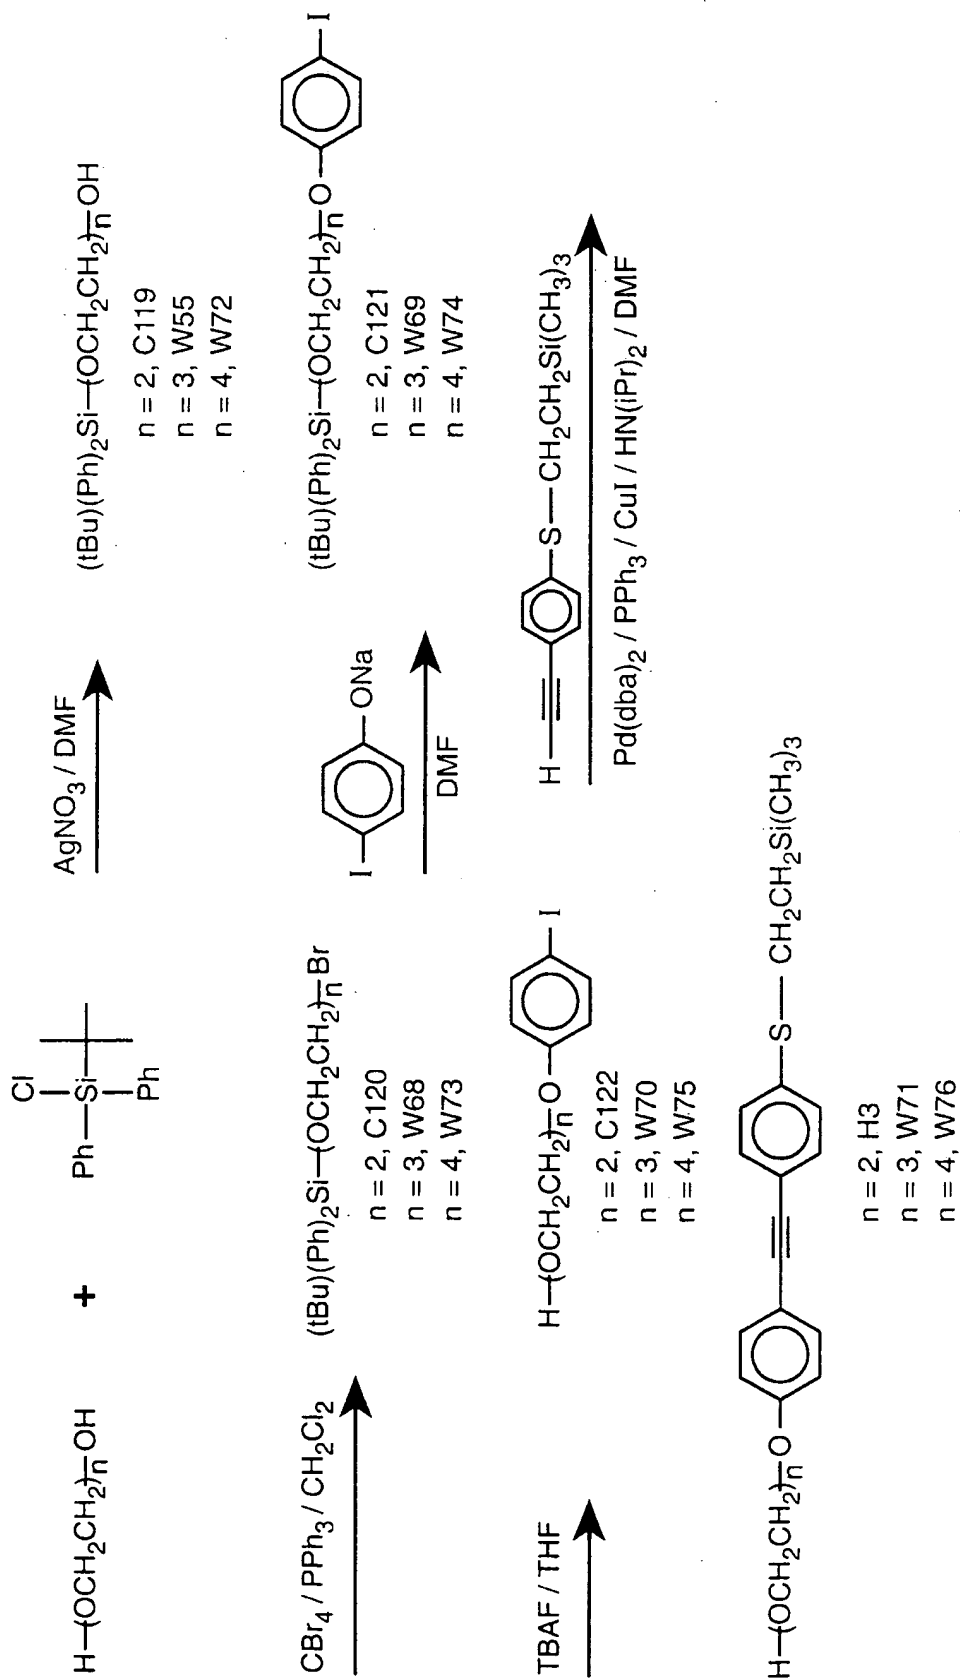 H-(OCH2CH2)n-OH + Ph-Si Cl Ph AgNO3 / DMF (tBu)(Ph)2Si-(OCH2CH2)n-OH
n = 2, C119
n = 3, W55
n = 4, W72
CBr4 / PPh3 / CH2Cl2 (tBu)(Ph)2Si-(OCH2CH2)n-Br I ONa DMF (tBu)(Ph)2Si-(OCH2CH2)n-O I
n = 2, C120
n = 3, W68
n = 4, W73
n = 2, C121
n = 3, W69
n = 4, W74
TBAF / THF H-(OCH2CH2)n-O I H S-CH2CH2Si(CH3)3
Pd(dba)2 / PPh3 / CuI / HN(iPr)2 / DMF
n = 2, C122
n = 3, W70
n = 4, W75
H-(OCH2CH2)n-O S-CH2CH2Si(CH3)3
n = 2, H3
n = 3, W71
n = 4, W76